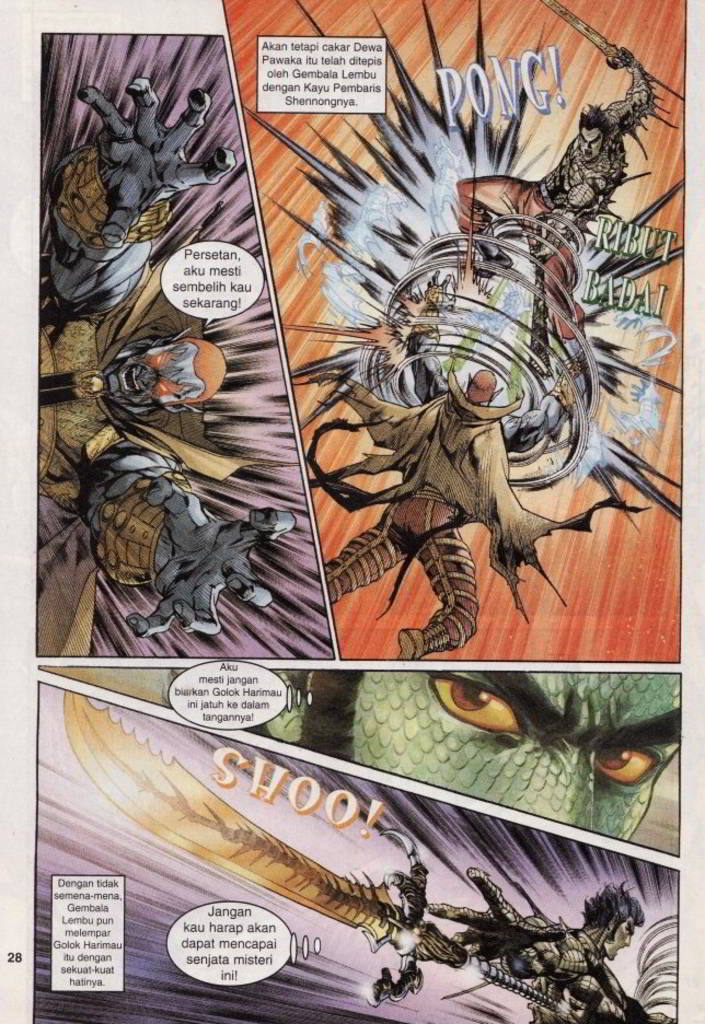 Persetan,
aku mesti
sembelih kau
sekarang!
Akan tetapi cakar Dewa
Pawaka itu telah ditepis
oleh Gembala Lembu
dengan Kayu Pembaris
Shennongnya.
PONG!
RIBUT
BADAI
Aku
mesti jangan
biarkan Golok Harimau
ini jatuh ke dalam
tangannya!
SHOO!
Dengan tidak
semena-mena,
Gembala
Lembu pun
melempar
Golok Harimau
itu dengan
sekuat-kuat
hatinya.
Jangan
kau harap akan
dapat mencapai
senjata misteri
ini!
28